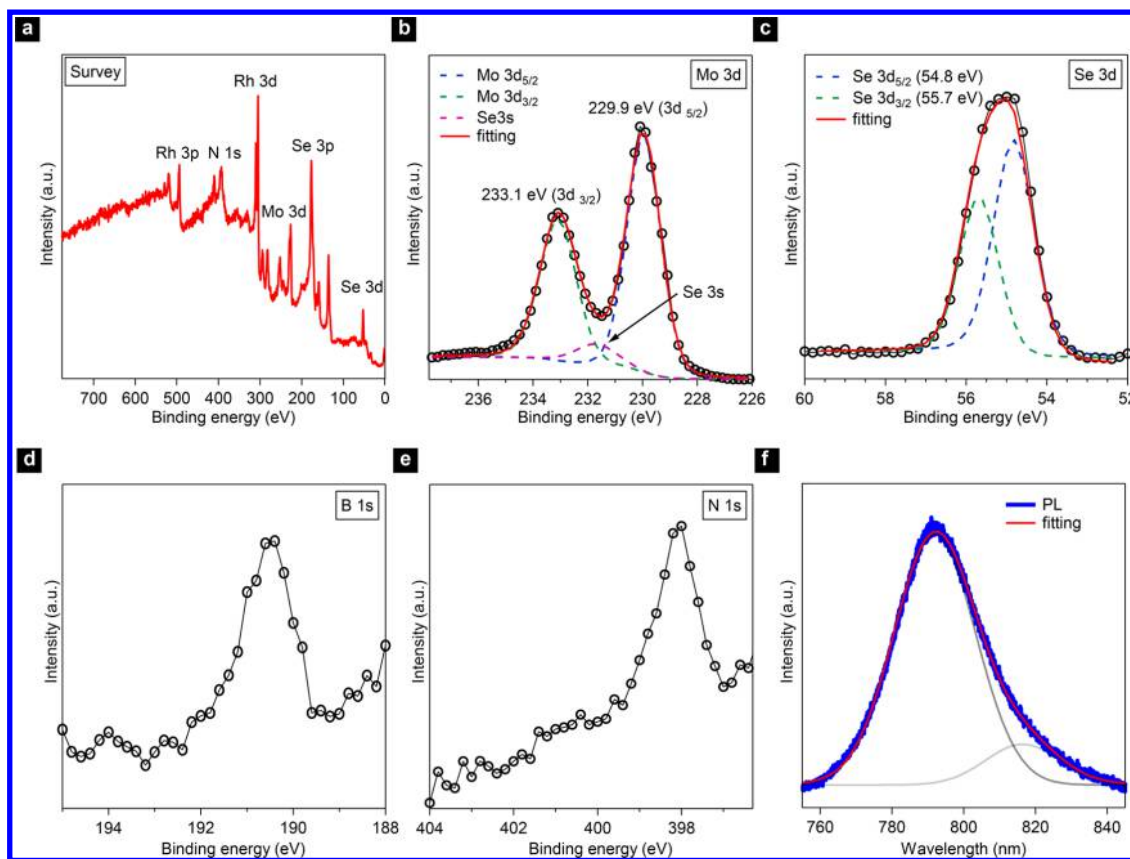 a
Survey
Rh 3d
Rh 3p
N 1s
Se 3p
Mo 3d
Se 3d
Intensity (a.u.)
700 600 500 400 300 200 100 0
Binding energy (eV)
b
Mo 3d5/2
Mo 3d3/2
Se3s
fitting
Mo 3d
229.9 eV (3d 5/2)
233.1 eV (3d 3/2)
Se 3s
Intensity (a.u.)
236 234 232 230 228 226
Binding energy (eV)
c
Se 3d5/2 (54.8 eV)
Se 3d3/2 (55.7 eV)
fitting
Se 3d
Intensity (a.u.)
60 58 56 54 52
Binding energy (eV)
d
B 1s
Intensity (a.u.)
194 192 190 188
Binding energy (eV)
e
N 1s
Intensity (a.u.)
404 402 400 398
Binding energy (eV)
f
PL
fitting
Intensity (a.u.)
760 780 800 820 840
Wavelength (nm)